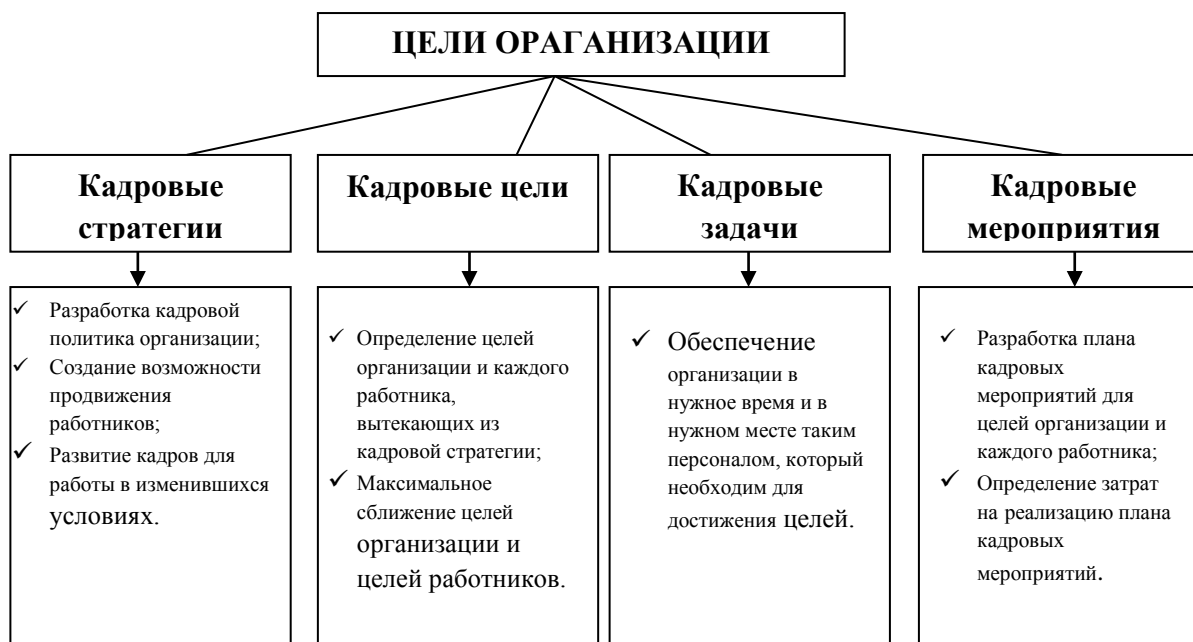 ЦЕЛИ ОРАГАНИЗАЦИИ
Кадровые
стратегии
Кадровые цели
Кадровые
задачи
Кадровые
мероприятия
✓ Разработка кадровой
политика организации;
✓ Создание возможности
продвижения
работников;
✓ Развитие кадров для
работы в изменившихся
условиях.
✓ Определение целей
организации и каждого
работника,
вытекающих из
кадровой стратегии;
✓ Максимальное
сближение целей
организации и
целей работников.
✓ Обеспечение
организации в
нужное время и в
нужном месте таким
персоналом, который
необходим для
достижения целей.
✓ Разработка плана
кадровых
мероприятий для
целей организации и
каждого работника;
✓ Определение затрат
на реализацию плана
кадровых
мероприятий.